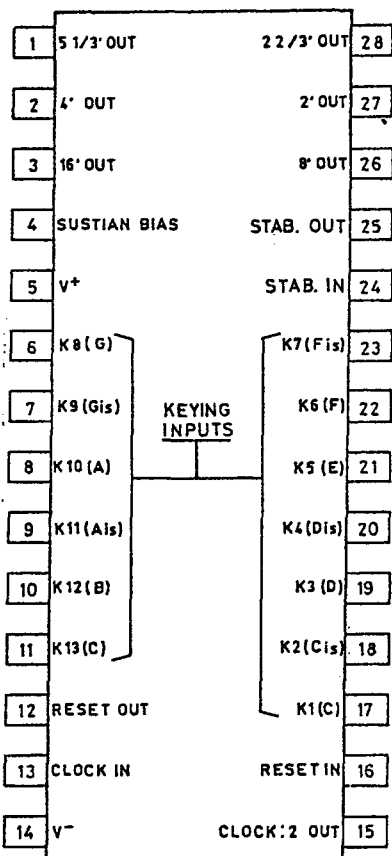 1 5 1/3' OUT 2 2/3' OUT 28
2 4' OUT 2' OUT 27
3 16' OUT 8' OUT 26
4 SUSTIAN BIAS STAB. OUT 25
5 V+ STAB. IN 24
6 K8(G) K7(Fis) 23
7 K9(Gis) KEYING K6(F) 22
INPUTS
8 K10(A) K5(E) 21
9 K11(Ais) K4(Dis) 20
10 K12(B) K3(D) 19
11 K13(C) K2(Cis) 18
12 RESET OUT K1(C) 17
13 CLOCK IN RESET IN 16
14 V- CLOCK:2 OUT 15